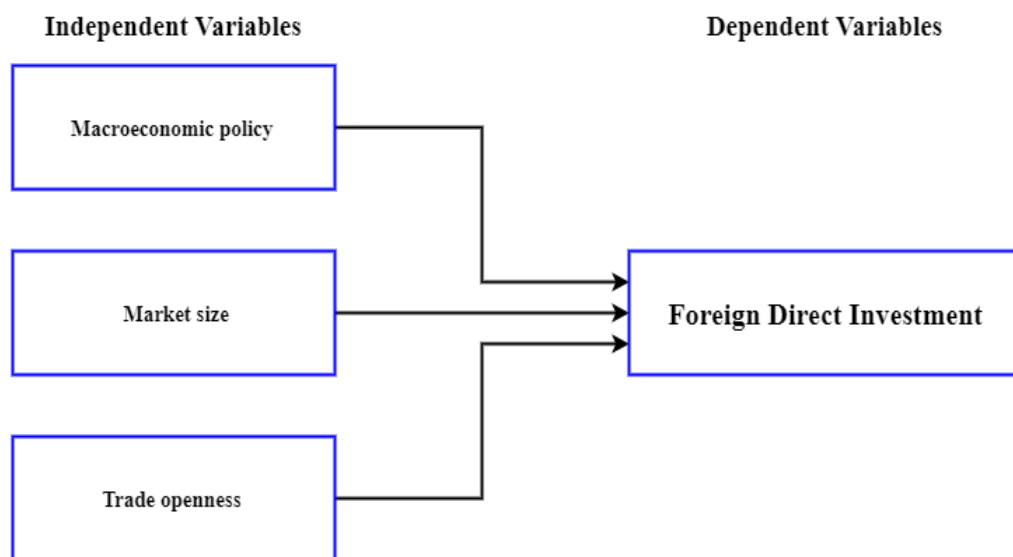 Independent Variables
Dependent Variables
Macroeconomic policy
Market size
Foreign Direct Investment
Trade openness